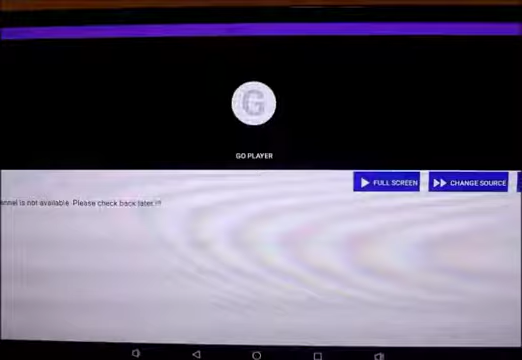 G
GO PLAYER
FULL SCREEN
CHANGE SOURCE
annel is not available. Please check back later.!!!